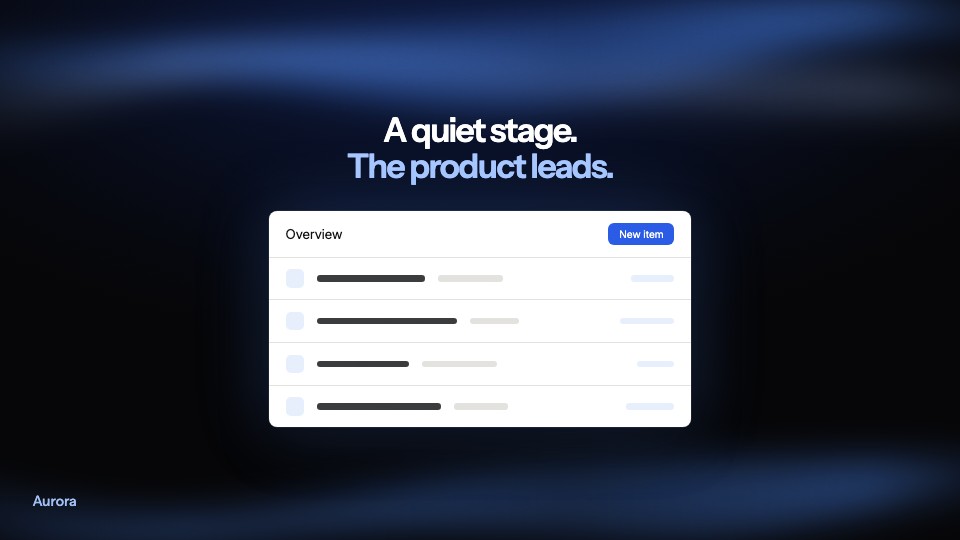 A quiet stage.
The product leads.
Overview
New item
Aurora